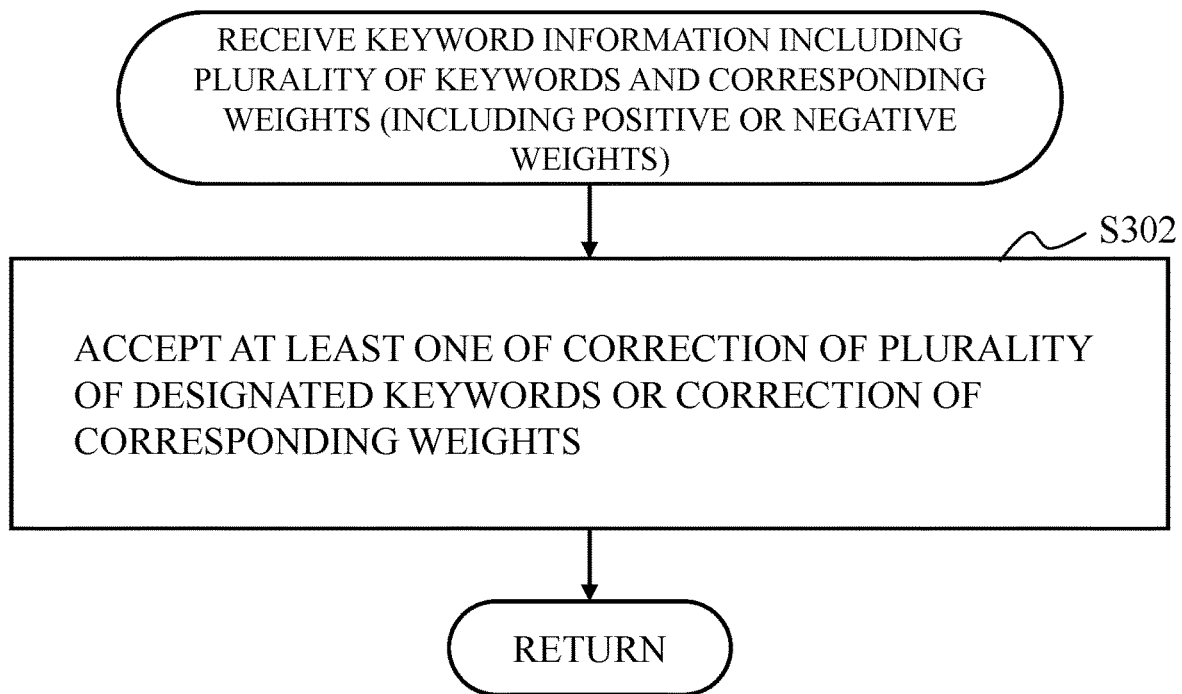 RECEIVE KEYWORD INFORMATION INCLUDING
PLURALITY OF KEYWORDS AND CORRESPONDING
WEIGHTS (INCLUDING POSITIVE OR NEGATIVE
WEIGHTS)
S302
ACCEPT AT LEAST ONE OF CORRECTION OF PLURALITY
OF DESIGNATED KEYWORDS OR CORRECTION OF
CORRESPONDING WEIGHTS
RETURN